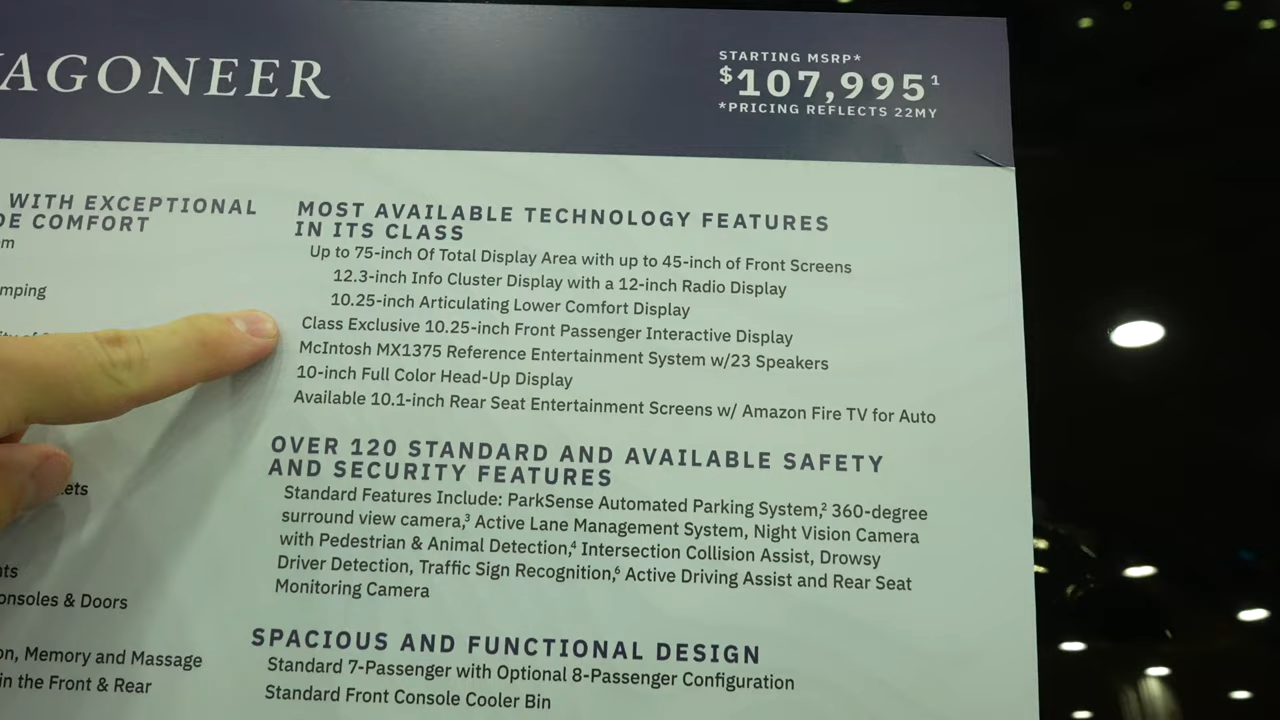 AGONEER
STARTING MSRP*
$107,995¹
*PRICING REFLECTS 22MY
WITH EXCEPTIONAL
DE COMFORT
MOST AVAILABLE TECHNOLOGY FEATURES
IN ITS CLASS
Up to 75-inch Of Total Display Area with up to 45-inch of Front Screens
12.3-inch Info Cluster Display with a 12-inch Radio Display
10.25-inch Articulating Lower Comfort Display
Class Exclusive 10.25-inch Front Passenger Interactive Display
McIntosh MX1375 Reference Entertainment System w/23 Speakers
10-inch Full Color Head-Up Display
Available 10.1-inch Rear Seat Entertainment Screens w/ Amazon Fire TV for Auto
OVER 120 STANDARD AND AVAILABLE SAFETY
AND SECURITY FEATURES
Standard Features Include: ParkSense Automated Parking System,² 360-degree
surround view camera,³ Active Lane Management System, Night Vision Camera
with Pedestrian & Animal Detection,⁴ Intersection Collision Assist, Drowsy
Driver Detection, Traffic Sign Recognition,⁶ Active Driving Assist and Rear Seat
Monitoring Camera
onsoles & Doors
on, Memory and Massage
in the Front & Rear
SPACIOUS AND FUNCTIONAL DESIGN
Standard 7-Passenger with Optional 8-Passenger Configuration
Standard Front Console Cooler Bin